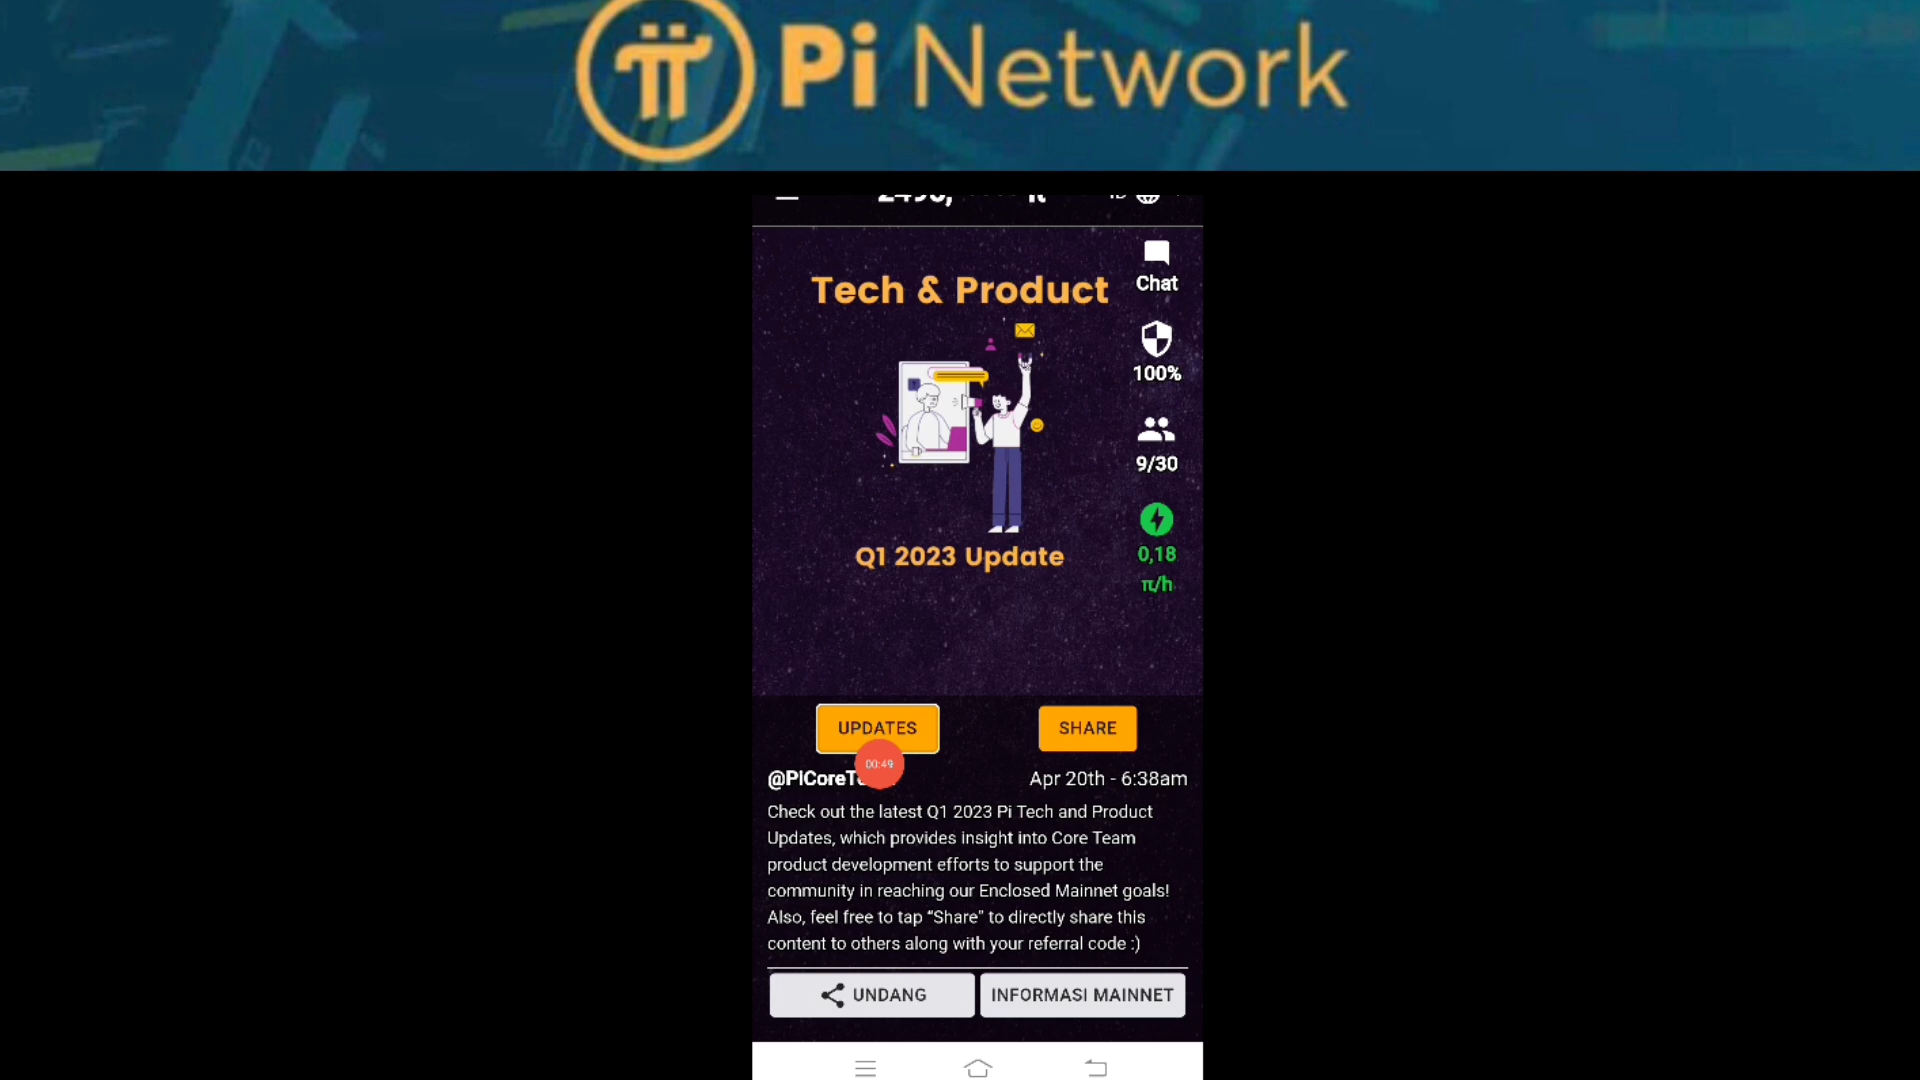 Pi Network
Tech & Product
Chat
100%
9/30
0,18
π/h
Q1 2023 Update
UPDATES
SHARE
00:49
Apr 20th - 6:38am
Check out the latest Q1 2023 Pi Tech and Product
Updates, which provides insight into Core Team
product development efforts to support the
community in reaching our Enclosed Mainnet goals!
Also, feel free to tap “Share” to directly share this
content to others along with your referral code :)
UNDANG
INFORMASI MAINNET